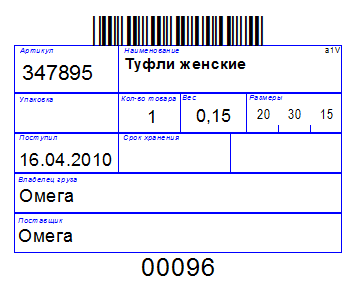 Артикул
347895
Наименование
a1V
Туфли женские
Упаковка
Кол-во товара
1
Вес
0,15
Размеры
20 30 15
Поступил
16.04.2010
Срок хранения
Владелец груза
Омега
Поставщик
Омега
00096